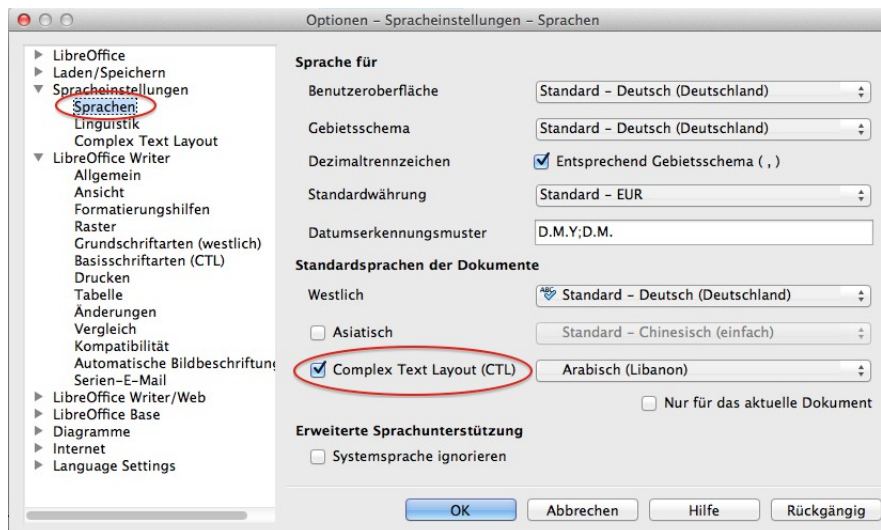 Optionen – Spracheinstellungen – Sprachen
LibreOffice
Laden/Speichern
Spracheinstellungen
Sprachen
Linguistik
Complex Text Layout
LibreOffice Writer
Allgemein
Ansicht
Formatierungshilfen
Raster
Grundschriftarten (westlich)
Basisschriftarten (CTL)
Drucken
Tabelle
Änderungen
Vergleich
Kompatibilität
Automatische Bildbeschriftung
Serien-E-Mail
LibreOffice Writer/Web
LibreOffice Base
Diagramme
Internet
Language Settings
Sprache für
Benutzeroberfläche Standard – Deutsch (Deutschland)
Gebietsschema Standard – Deutsch (Deutschland)
Dezimaltrennzeichen Entsprechend Gebietsschema ( , )
Standardwährung Standard – EUR
Datumserkennungsmuster D.M.Y;D.M.
Standardsprachen der Dokumente
Westlich ABC Standard – Deutsch (Deutschland)
Asiatisch Standard – Chinesisch (einfach)
Complex Text Layout (CTL) Arabisch (Libanon)
Nur für das aktuelle Dokument
Erweiterte Sprachunterstützung
Systemsprache ignorieren
OK Abbrechen Hilfe Rückgängig